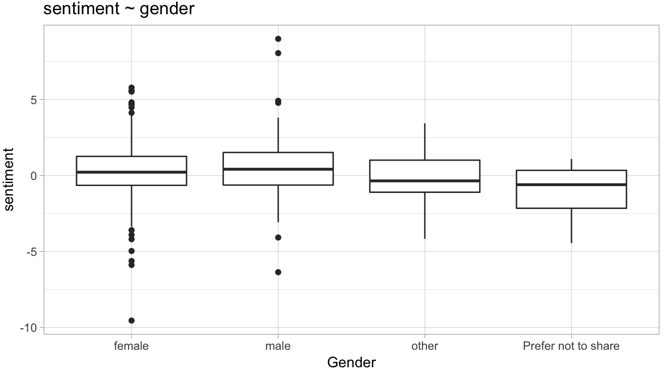 sentiment ~ gender
sentiment
5
0
-5
-10
female male other Prefer not to share
Gender